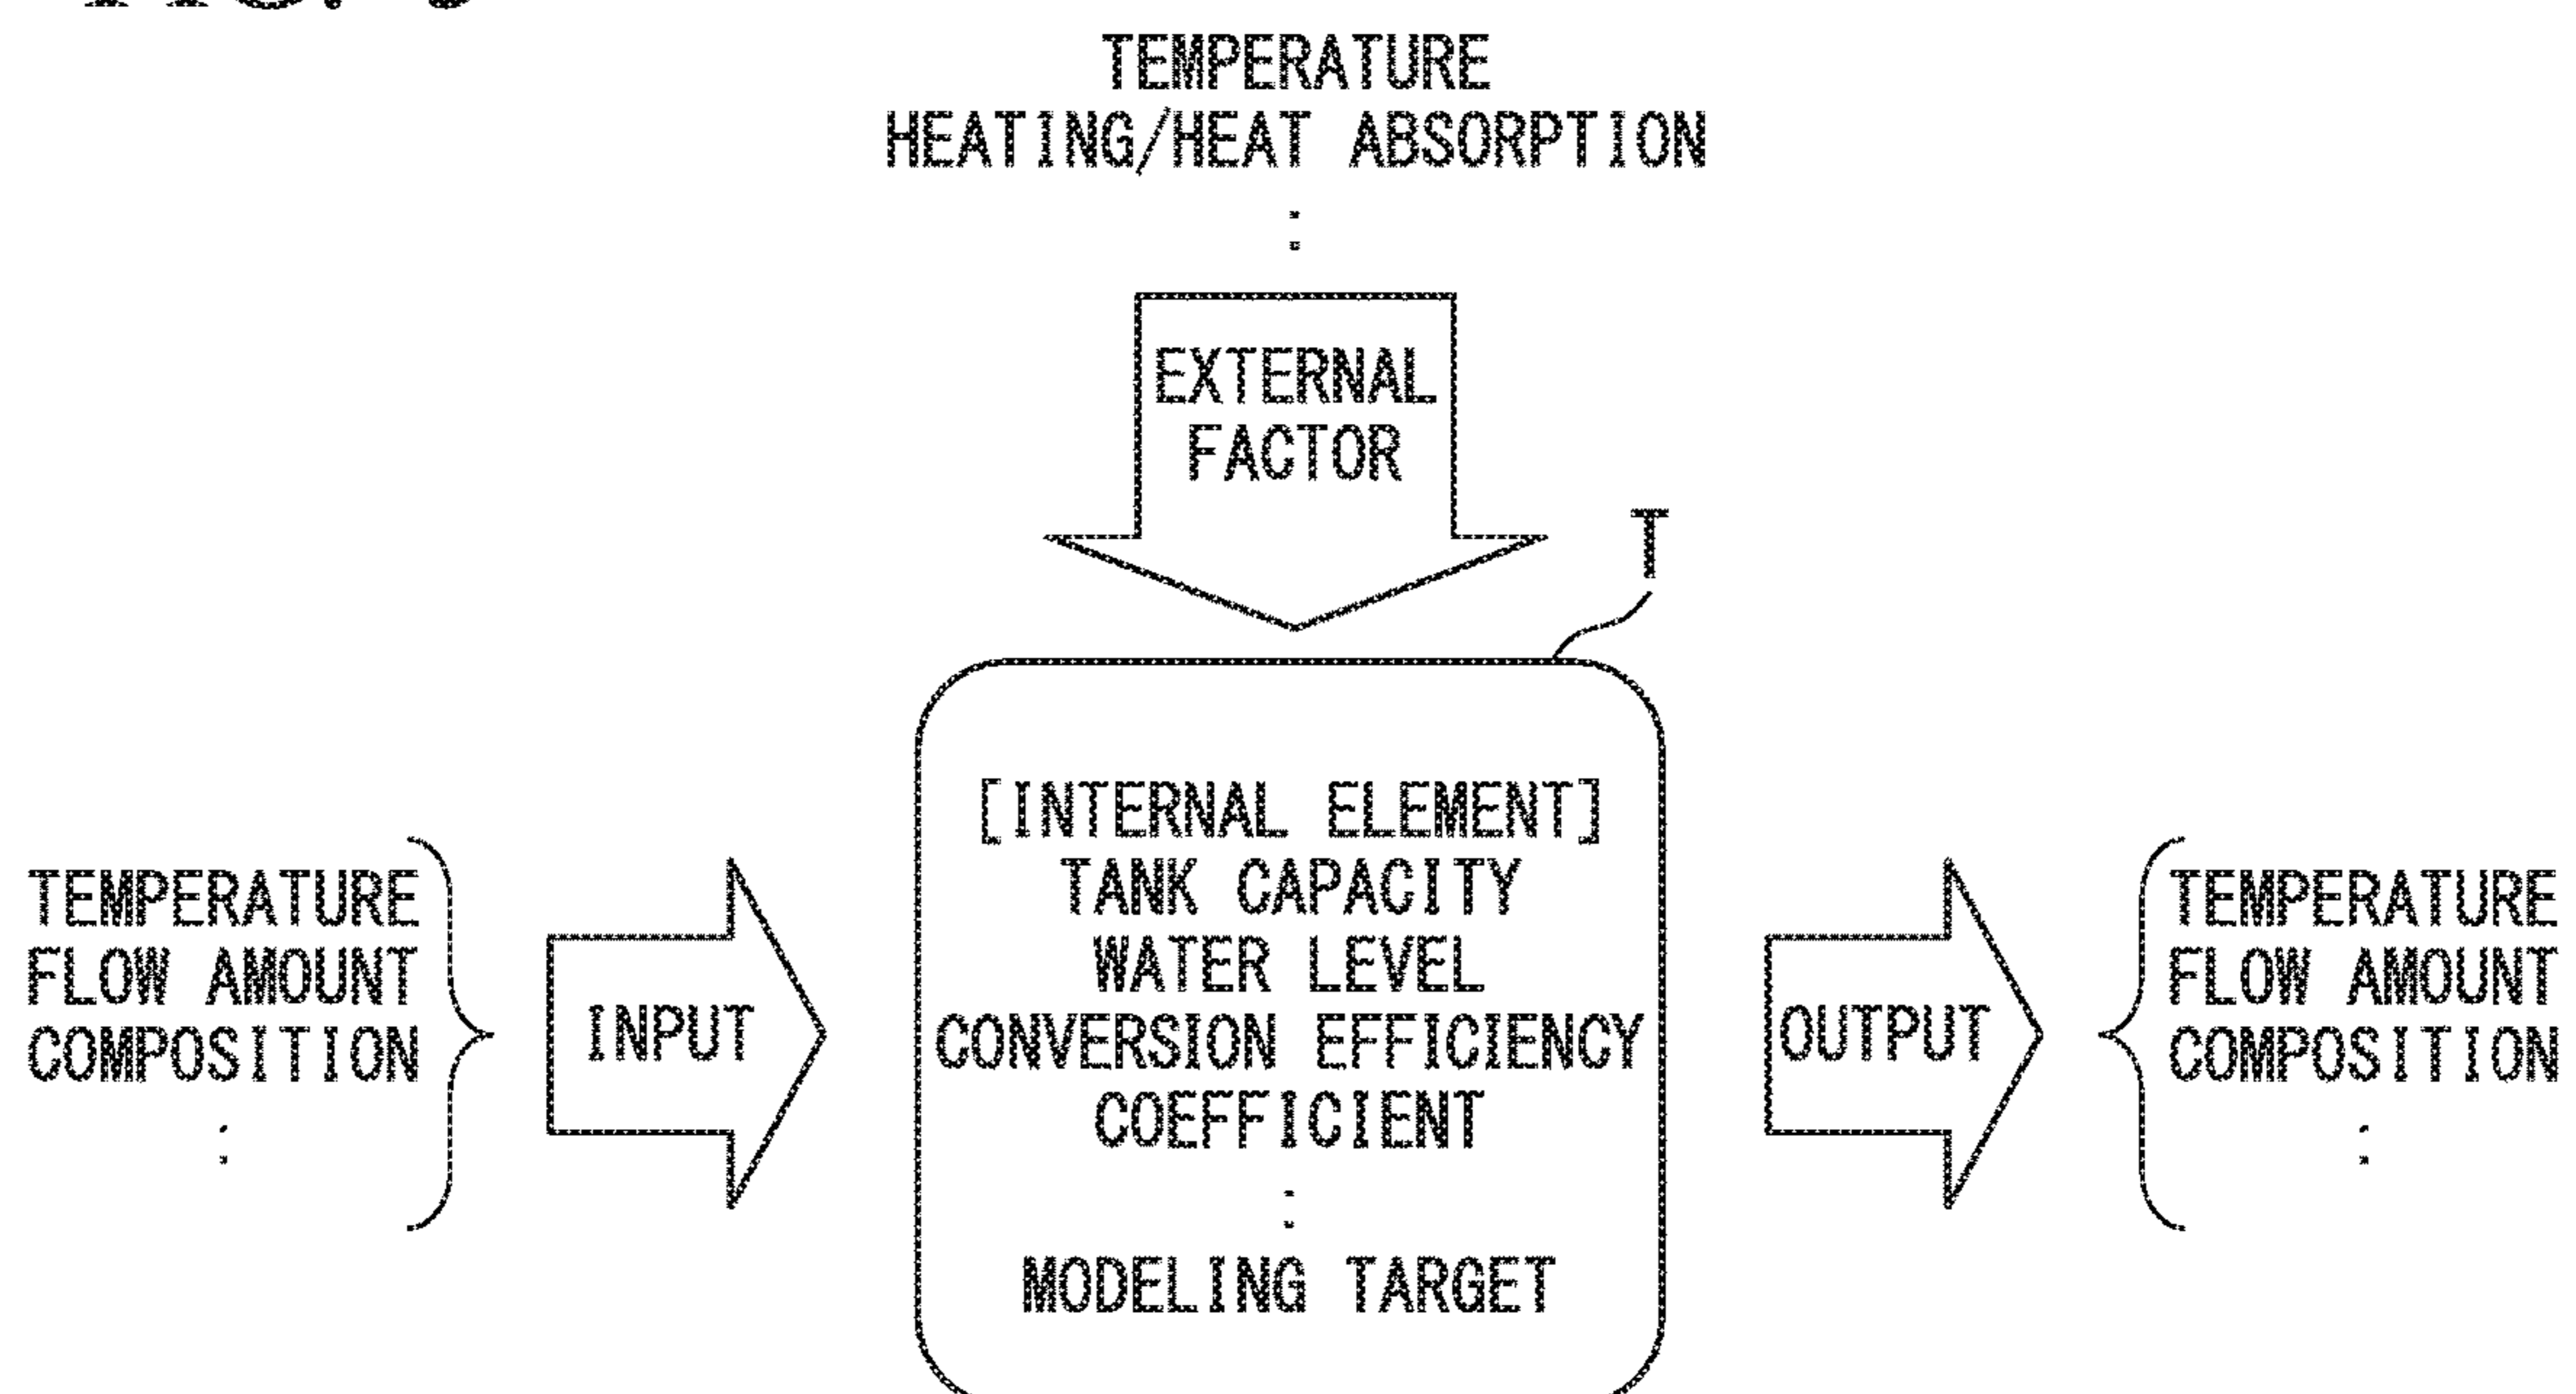 TEMPERATURE
HEATING/HEAT ABSORPTION
:
EXTERNAL
FACTOR
T
[INTERNAL ELEMENT]
TANK CAPACITY
WATER LEVEL
CONVERSION EFFICIENCY
COEFFICIENT
:
MODELING TARGET
TEMPERATURE
FLOW AMOUNT
COMPOSITION
:
INPUT
OUTPUT
TEMPERATURE
FLOW AMOUNT
COMPOSITION
: